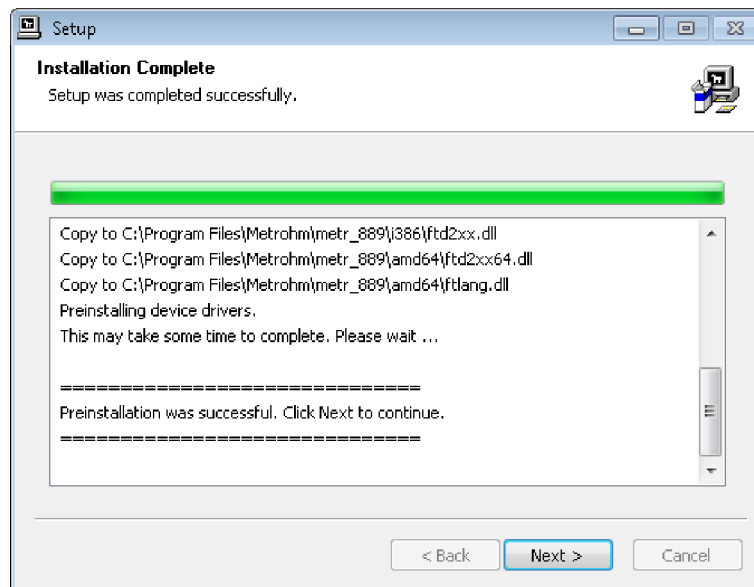 Setup
Installation Complete
Setup was completed successfully.
Copy to C:\Program Files\Metrohm\metr_889\i386\ftd2xx.dll
Copy to C:\Program Files\Metrohm\metr_889\amd64\ftd2xx64.dll
Copy to C:\Program Files\Metrohm\metr_889\amd64\ftlang.dll
Preinstalling device drivers.
This may take some time to complete. Please wait ...
==============================
Preinstallation was successful. Click Next to continue.
==============================
< Back Next > Cancel